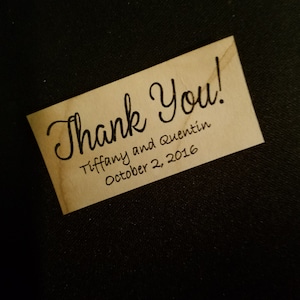 Thank You!
Tiffany and Quentin
October 2, 2016